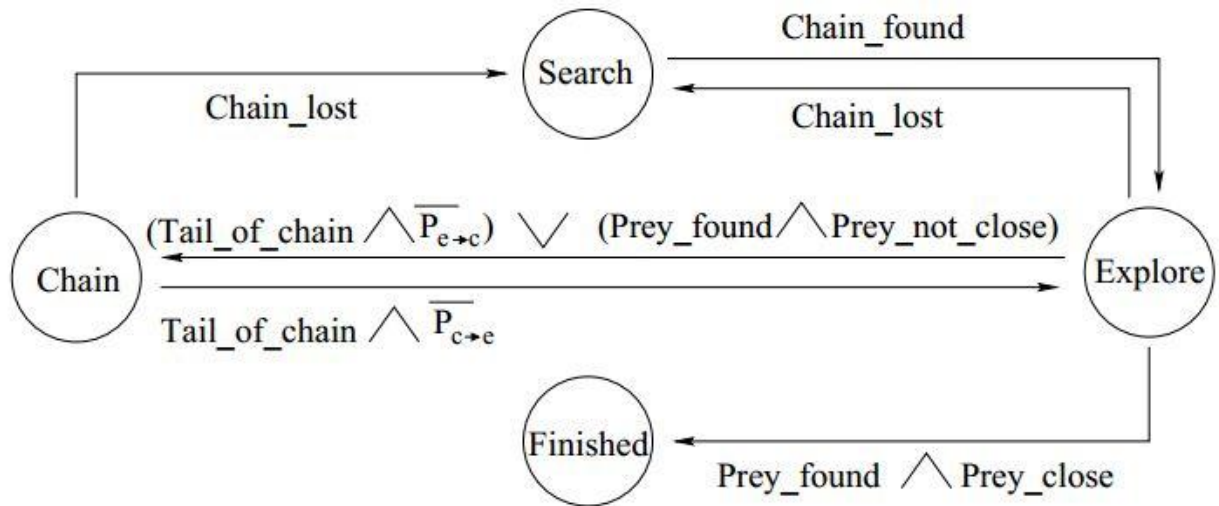 Chain_found
Search
Chain_lost
Chain_lost
(Tail_of_chain ∧ P̅e→c) ∨ (Prey_found ∧ Prey_not_close)
Chain
Explore
Tail_of_chain ∧ P̅c→e
Finished
Prey_found ∧ Prey_close